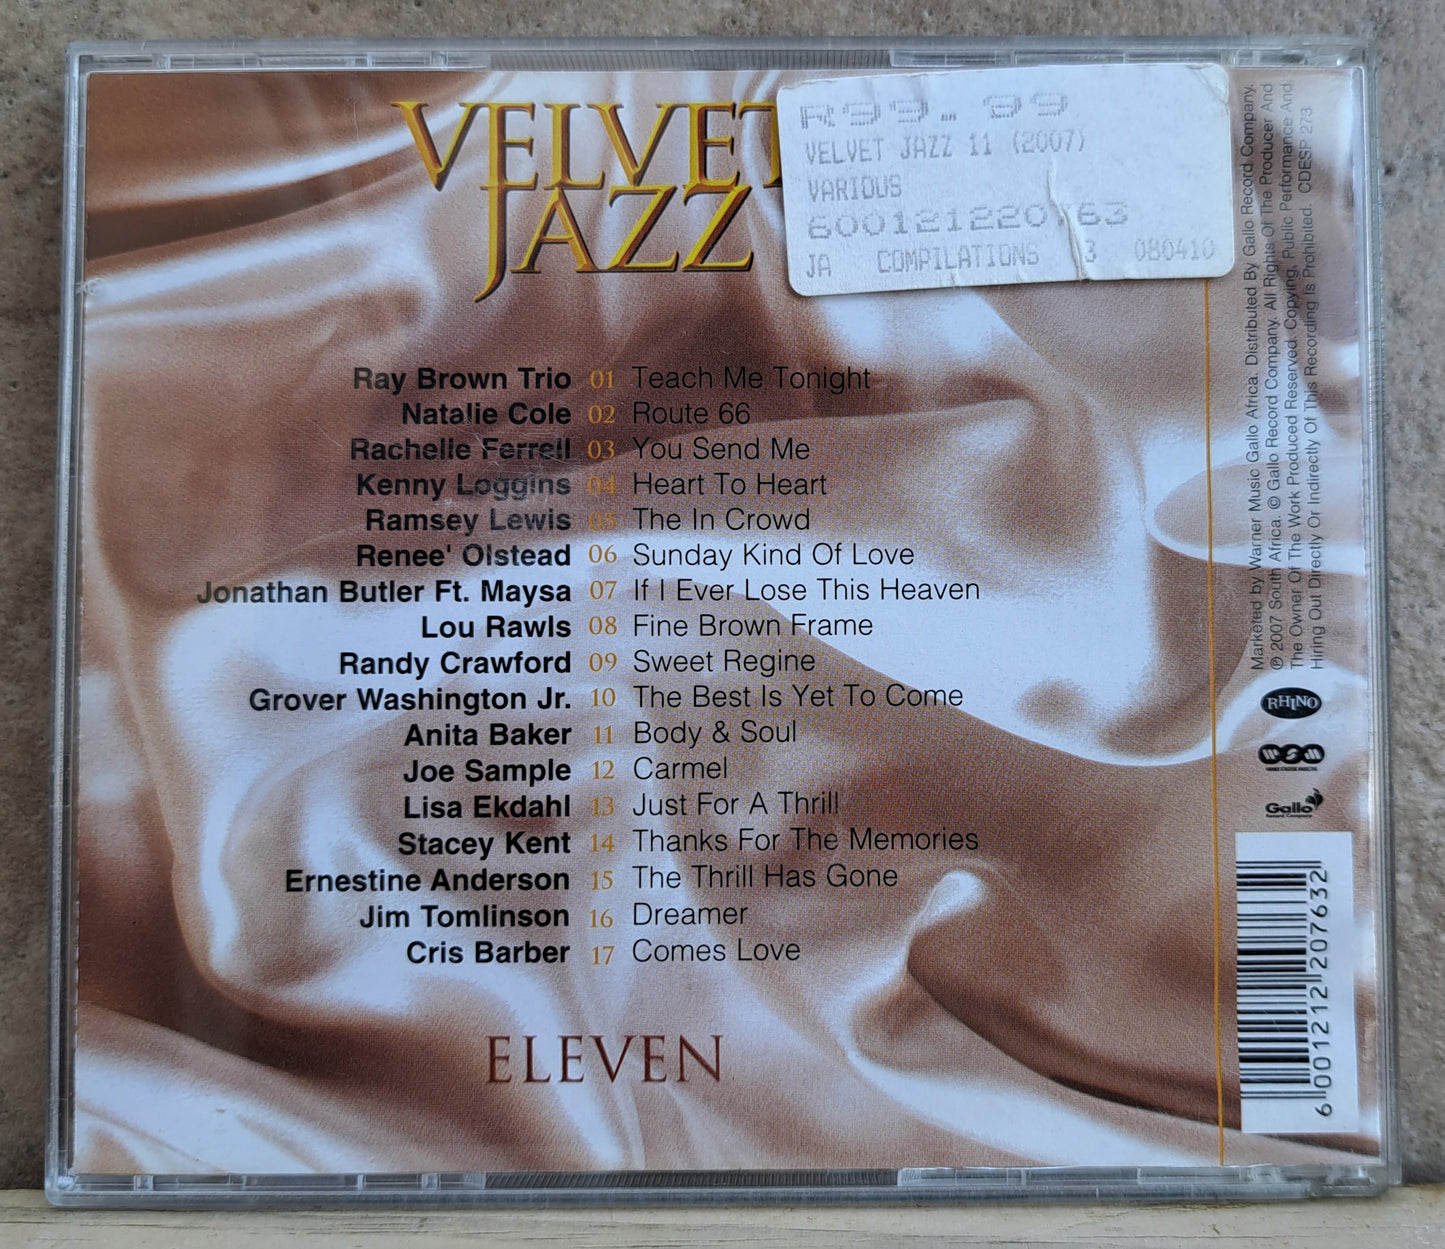 VELVET
JAZZ
R99.99
VELVET JAZZ 11 (2007)
VARIOUS
JA COMPILATIONS 3 080410
Ray Brown Trio 01 Teach Me Tonight
Natalie Cole 02 Route 66
Rachelle Ferrell 03 You Send Me
Kenny Loggins 04 Heart To Heart
Ramsey Lewis 05 The In Crowd
Renee' Olstead 06 Sunday Kind Of Love
Jonathan Butler Ft. Maysa 07 If I Ever Lose This Heaven
Lou Rawls 08 Fine Brown Frame
Randy Crawford 09 Sweet Regine
Grover Washington Jr. 10 The Best Is Yet To Come
Anita Baker 11 Body & Soul
Joe Sample 12 Carmel
Lisa Ekdahl 13 Just For A Thrill
Stacey Kent 14 Thanks For The Memories
Ernestine Anderson 15 The Thrill Has Gone
Jim Tomlinson 16 Dreamer
Cris Barber 17 Comes Love
ELEVEN
Marketed by Warner Music Gallo Africa. Distributed By Gallo Record Company.
℗ 2007 South Africa. © Gallo Record Company. All Rights Of The Producer And
The Owner Of The Work Produced Reserved. Copying, Public Performance And
Hiring Out Directly Or Indirectly Of This Recording Is Prohibited. CDESP 273
RHINO
WSM
Gallo
Record Company
6 001212 207632